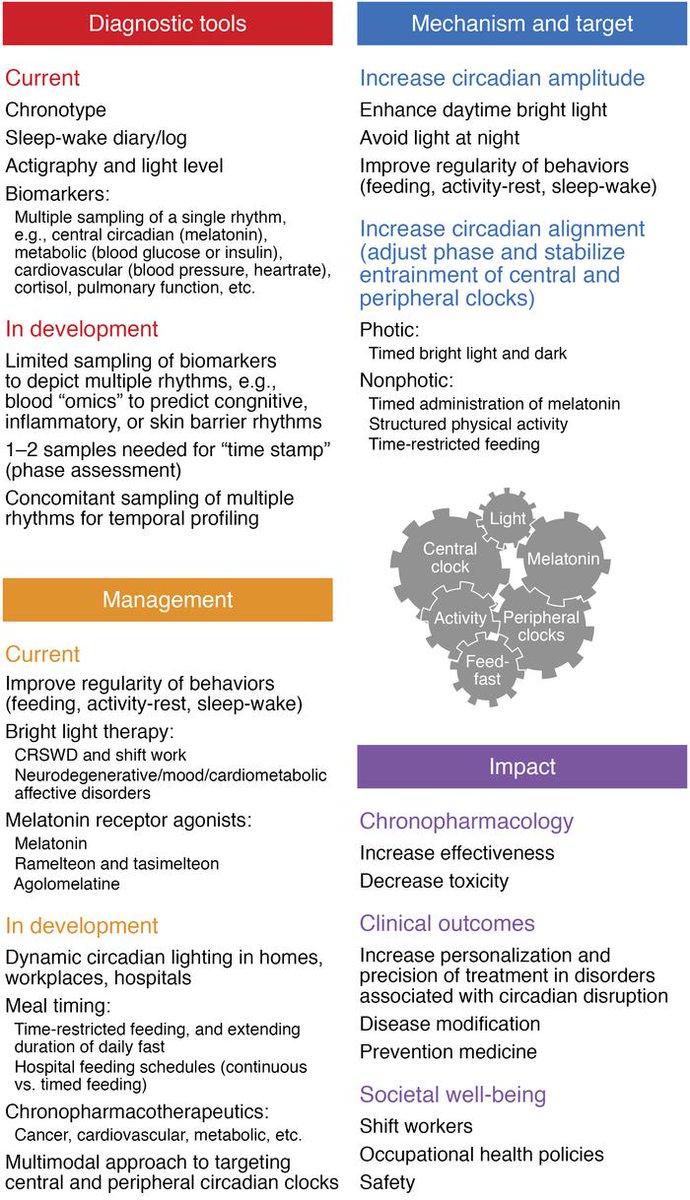 Diagnostic tools
Current
Chronotype
Sleep-wake diary/log
Actigraphy and light level
Biomarkers:
Multiple sampling of a single rhythm,
e.g., central circadian (melatonin),
metabolic (blood glucose or insulin),
cardiovascular (blood pressure, heartrate),
cortisol, pulmonary function, etc.
In development
Limited sampling of biomarkers
to depict multiple rhythms, e.g.,
blood “omics” to predict congnitive,
inflammatory, or skin barrier rhythms
1–2 samples needed for “time stamp”
(phase assessment)
Concomitant sampling of multiple
rhythms for temporal profiling
Management
Current
Improve regularity of behaviors
(feeding, activity-rest, sleep-wake)
Bright light therapy:
CRSWD and shift work
Neurodegenerative/mood/cardiometabolic
affective disorders
Melatonin receptor agonists:
Melatonin
Ramelteon and tasimelteon
Agolomelatine
In development
Dynamic circadian lighting in homes,
workplaces, hospitals
Meal timing:
Time-restricted feeding, and extending
duration of daily fast
Hospital feeding schedules (continuous
vs. timed feeding)
Chronopharmacotherapeutics:
Cancer, cardiovascular, metabolic, etc.
Multimodal approach to targeting
central and peripheral circadian clocks
Mechanism and target
Increase circadian amplitude
Enhance daytime bright light
Avoid light at night
Improve regularity of behaviors
(feeding, activity-rest, sleep-wake)
Increase circadian alignment
(adjust phase and stabilize
entrainment of central and
peripheral clocks)
Photic:
Timed bright light and dark
Nonphotic:
Timed administration of melatonin
Structured physical activity
Time-restricted feeding
Light
Central
clock
Melatonin
Activity
Peripheral
clocks
Feed-
fast
Impact
Chronopharmacology
Increase effectiveness
Decrease toxicity
Clinical outcomes
Increase personalization and
precision of treatment in disorders
associated with circadian disruption
Disease modification
Prevention medicine
Societal well-being
Shift workers
Occupational health policies
Safety